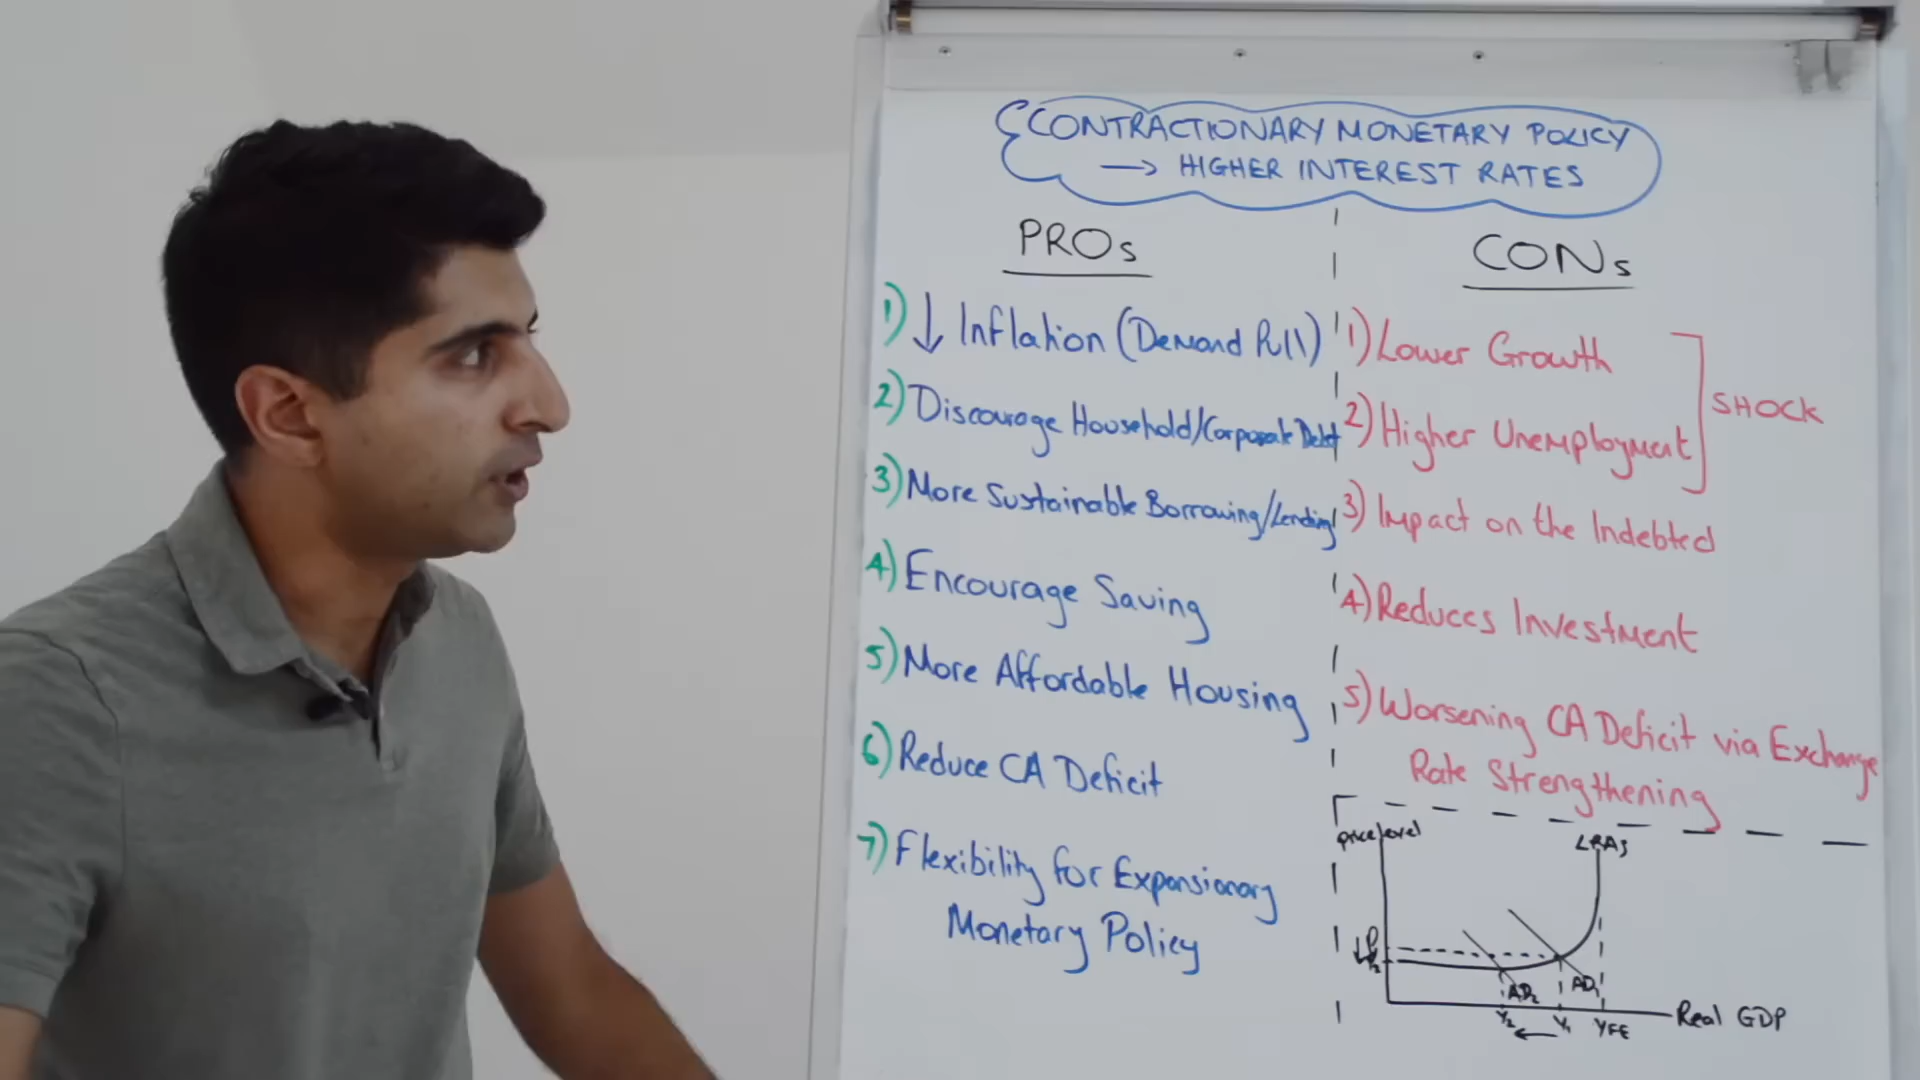 CONTRACTIONARY MONETARY POLICY
→ HIGHER INTEREST RATES
PROs
1) ↓ Inflation (Demand Pull)
2) Discourage Household/Corporate Debt
3) More Sustainable Borrowing/Lending
4) Encourage Saving
5) More Affordable Housing
6) Reduce CA Deficit
7) Flexibility for Expansionary
Monetary Policy
CONs
1) Lower Growth
2) Higher Unemployment
SHOCK
3) Impact on the Indebted
4) Reduces Investment
5) Worsening CA Deficit via Exchange
Rate Strengthening
price level
LRAS
AD2
AD1
Y2
Y1
YFE
Real GDP